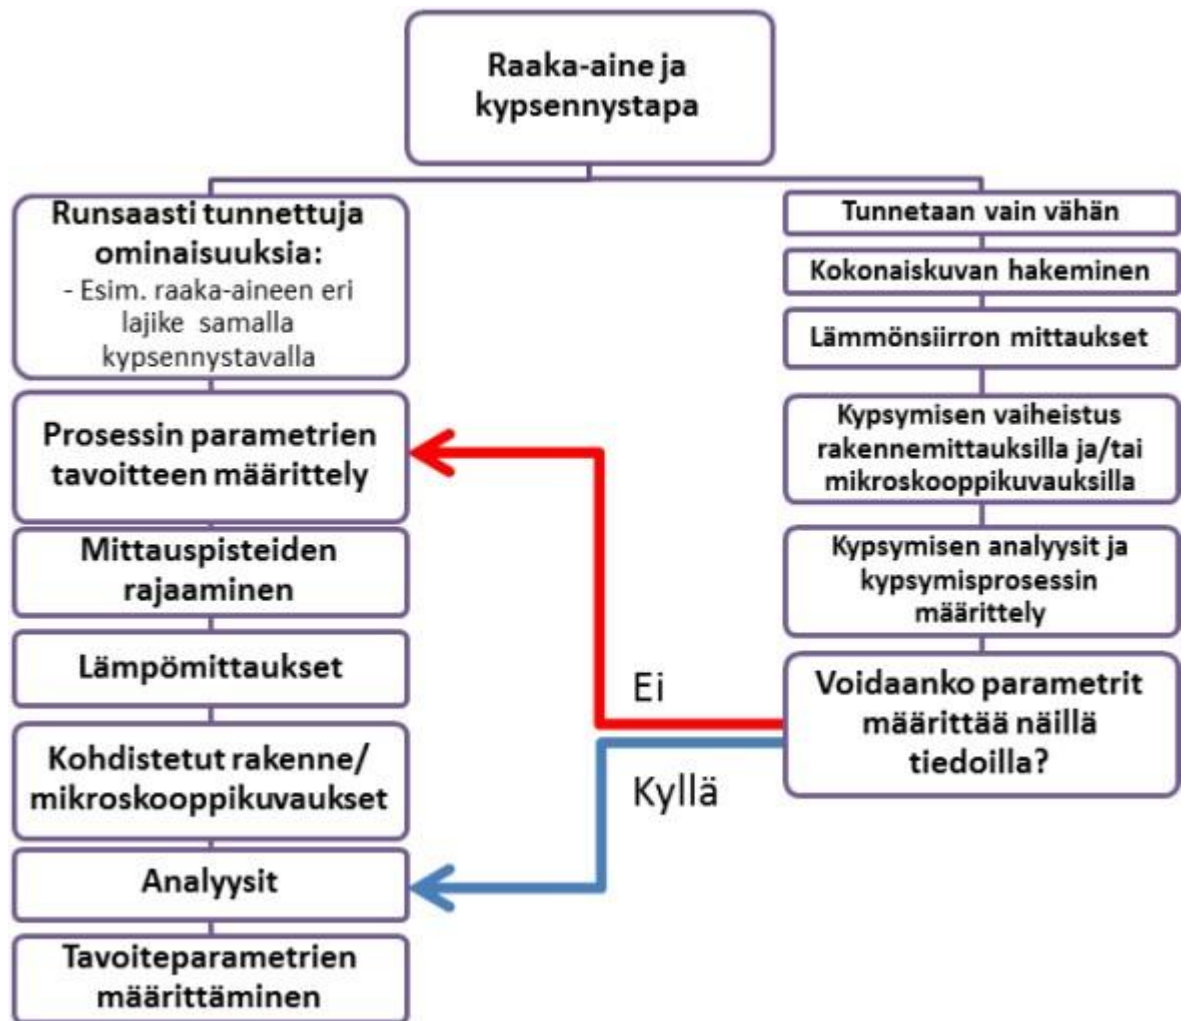 Raaka-aine ja
kypsennystapa
Runsaasti tunnettuja
ominaisuuksia:
- Esim. raaka-aineen eri
lajike samalla
kypsennystavalla
Prosessin parametrien
tavoitteen määrittely
Mittauspisteiden
rajaaminen
Lämpömittaukset
Kohdistetut rakenne/
mikroskooppikuvaukset
Analyysit
Tavoiteparametrien
määrittäminen
Tunnetaan vain vähän
Kokonaiskuvan hakeminen
Lämmönsiirron mittaukset
Kypsymisen vaiheistus
rakennemittauksilla ja/tai
mikroskooppikuvauksilla
Kypsymisen analyysit ja
kypsymisprosessin
määrittely
Voidaanko parametrit
määrittää näillä
tiedoilla?
Ei
Kyllä